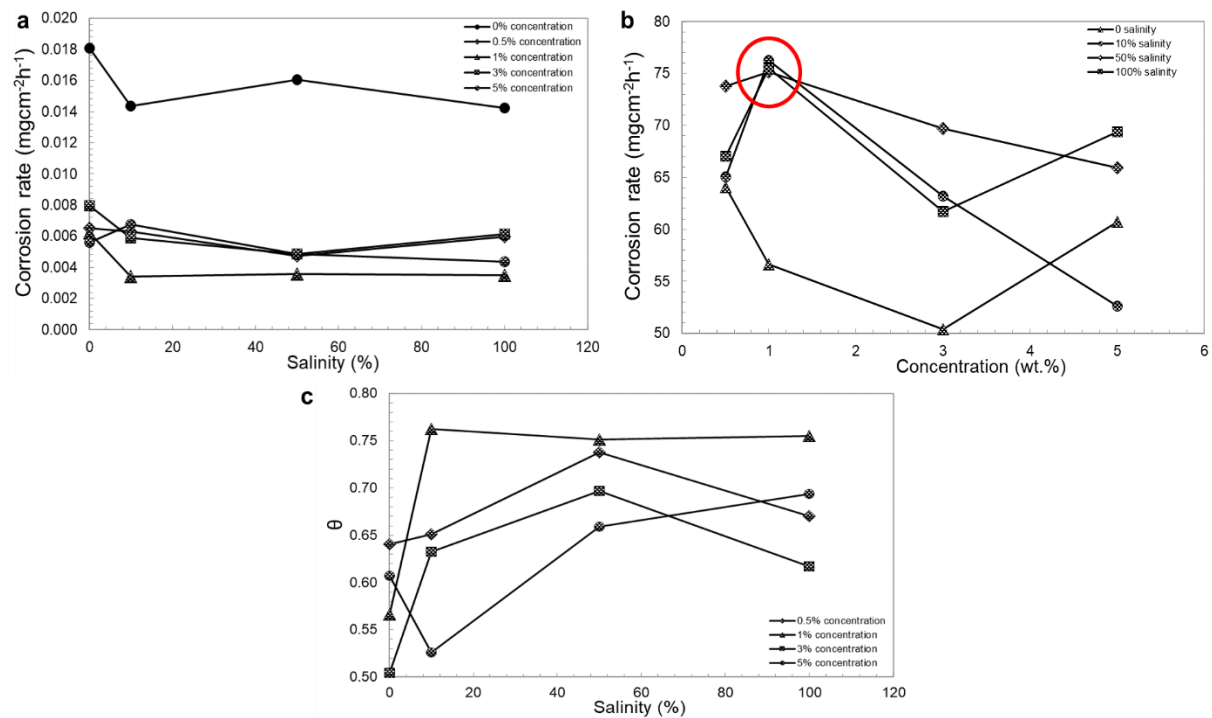 a
0.020
0.018
0.016
0.014
0.012
0.010
0.008
0.006
0.004
0.002
0.000
Corrosion rate (mgcm⁻²h⁻¹)
0% concentration
0.5% concentration
1% concentration
3% concentration
5% concentration
0 20 40 60 80 100 120
Salinity (%)
b
80
75
70
65
60
55
50
Corrosion rate (mgcm⁻²h⁻¹)
0 salinity
10% salinity
50% salinity
100% salinity
0 1 2 3 4 5 6
Concentration (wt.%)
c
0.80
0.75
0.70
0.65
0.60
0.55
0.50
θ
0.5% concentration
1% concentration
3% concentration
5% concentration
0 20 40 60 80 100 120
Salinity (%)